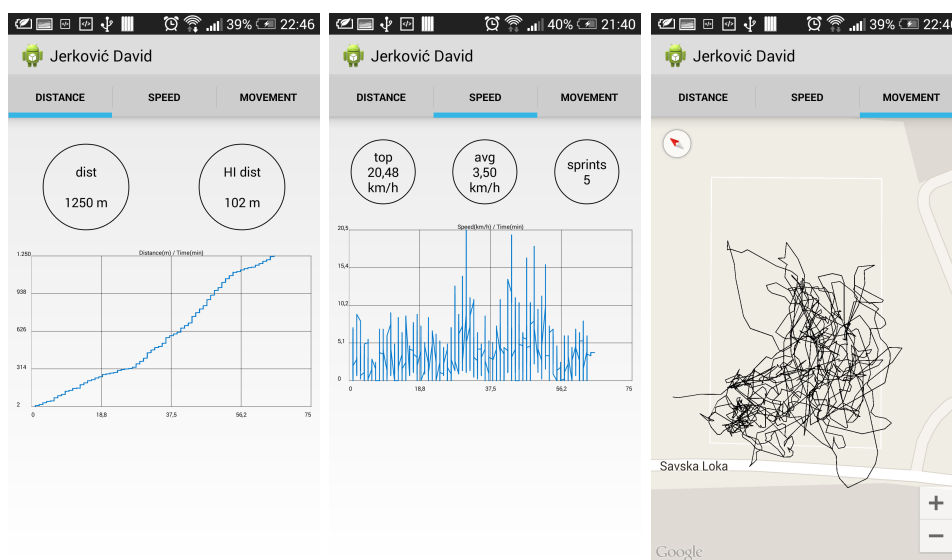 39% 22:46
Jerković David
DISTANCE SPEED MOVEMENT
dist
1250 m
HI dist
102 m
Distance(m) / Time(min)
1.250
938
626
314
2
0 18,8 37,5 56,2 75
40% 21:40
Jerković David
DISTANCE SPEED MOVEMENT
top
20,48
km/h
avg
3,50
km/h
sprints
5
Speed(km/h) / Time(min)
20,5
15,4
10,2
5,1
0
0 18,8 37,5 56,2 75
39% 22:46
Jerković David
DISTANCE SPEED MOVEMENT
Savska Loka
+
−
Google